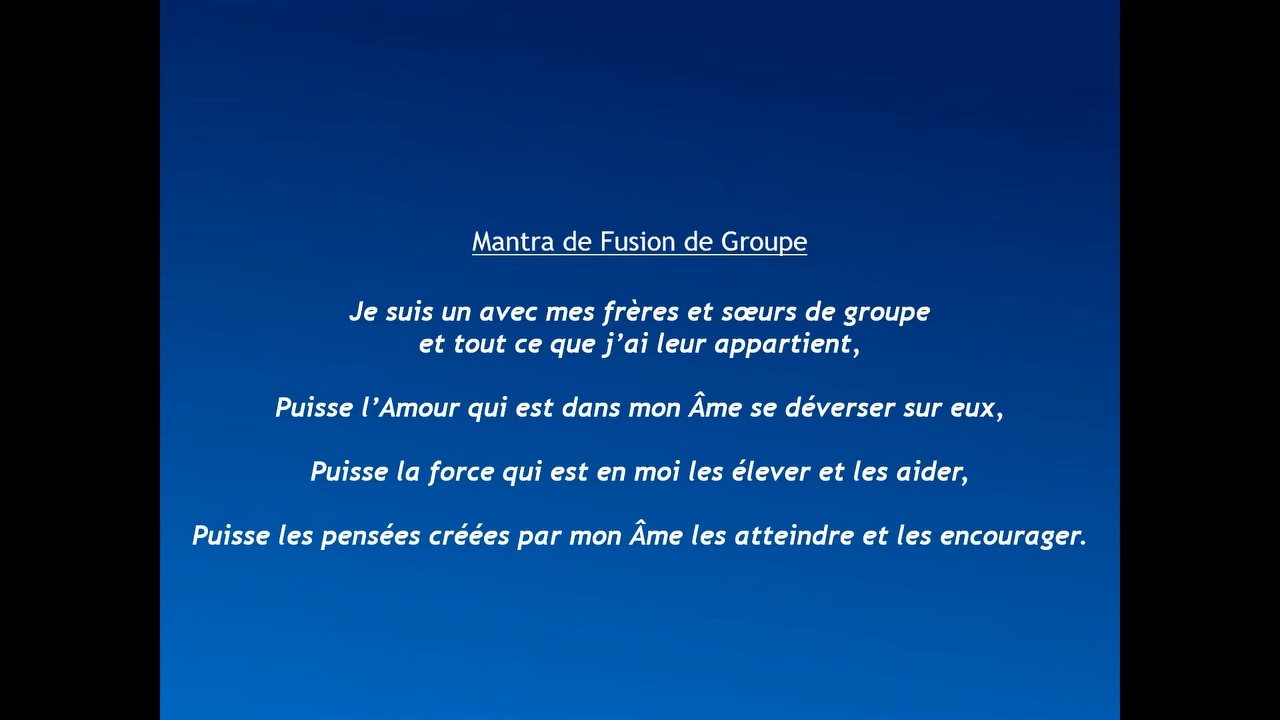 Mantra de Fusion de Groupe
Je suis un avec mes frères et sœurs de groupe
et tout ce que j’ai leur appartient,
Puisse l’Amour qui est dans mon Âme se déverser sur eux,
Puisse la force qui est en moi les élever et les aider,
Puisse les pensées créées par mon Âme les atteindre et les encourager.